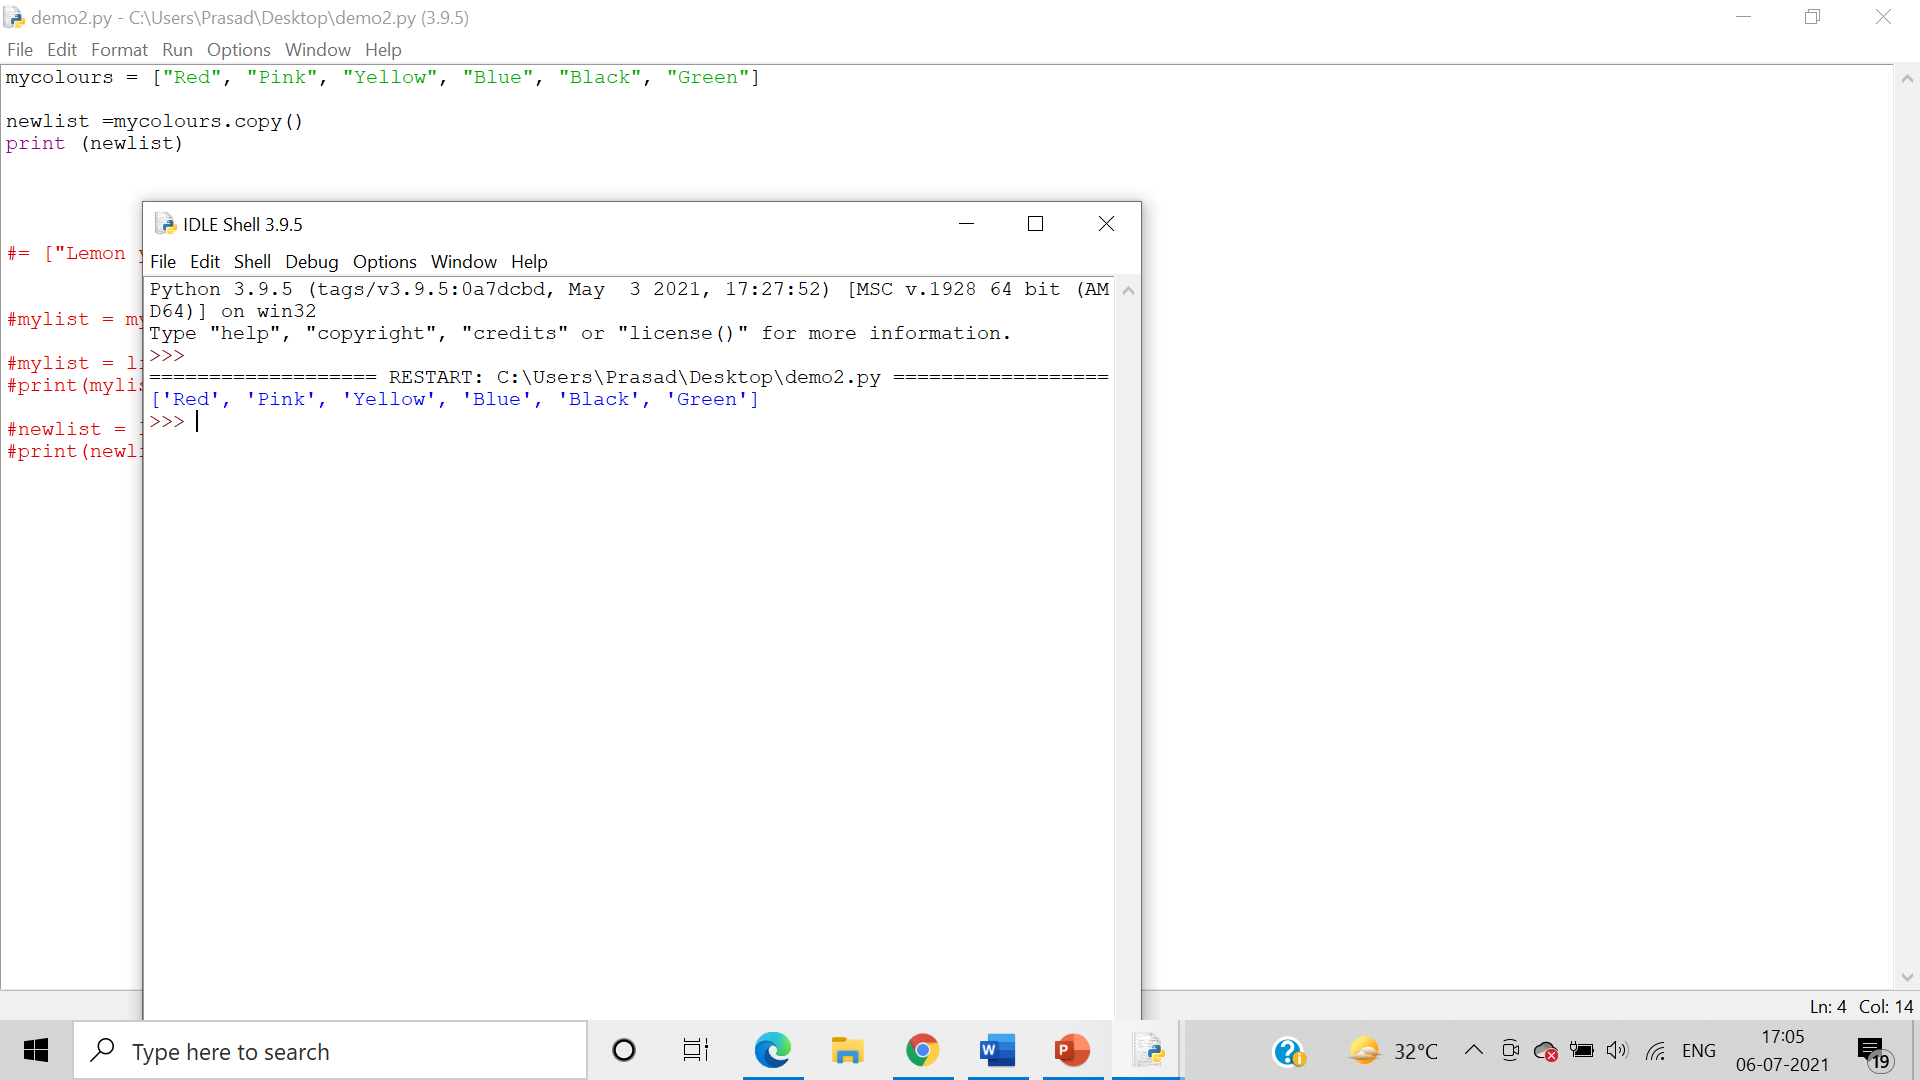 demo2.py - C:\Users\Prasad\Desktop\demo2.py (3.9.5)
File Edit Format Run Options Window Help
mycolours = ["Red", "Pink", "Yellow", "Blue", "Black", "Green"]
newlist =mycolours.copy()
print (newlist)
#= ["Lemon
#mylist =
#mylist =
#print(
#newlist =
#print(
IDLE Shell 3.9.5
File Edit Shell Debug Options Window Help
Python 3.9.5 (tags/v3.9.5:0a7dcbd, May  3 2021, 17:27:52) [MSC v.1928 64 bit (AM
D64)] on win32
Type "help", "copyright", "credits" or "license()" for more information.
>>>
=================== RESTART: C:\Users\Prasad\Desktop\demo2.py ==================
['Red', 'Pink', 'Yellow', 'Blue', 'Black', 'Green']
>>>
Ln: 4 Col: 14
Type here to search
32°C
ENG
17:05
06-07-2021
19